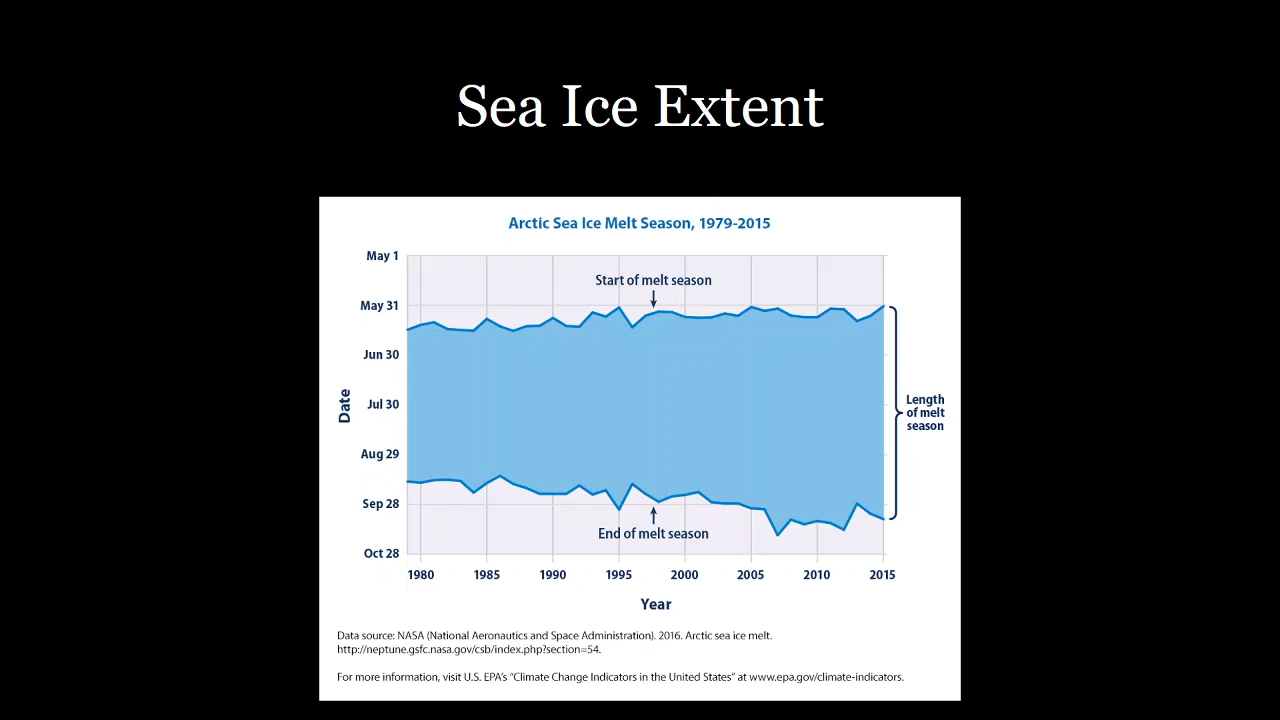 Sea Ice Extent
Arctic Sea Ice Melt Season, 1979-2015
May 1
May 31
Jun 30
Jul 30
Aug 29
Sep 28
Oct 28
Date
Start of melt season
End of melt season
Length
of melt
season
1980 1985 1990 1995 2000 2005 2010 2015
Year
Data source: NASA (National Aeronautics and Space Administration). 2016. Arctic sea ice melt.
http://neptune.gsfc.nasa.gov/csb/index.php?section=54.
For more information, visit U.S. EPA's “Climate Change Indicators in the United States” at www.epa.gov/climate-indicators.